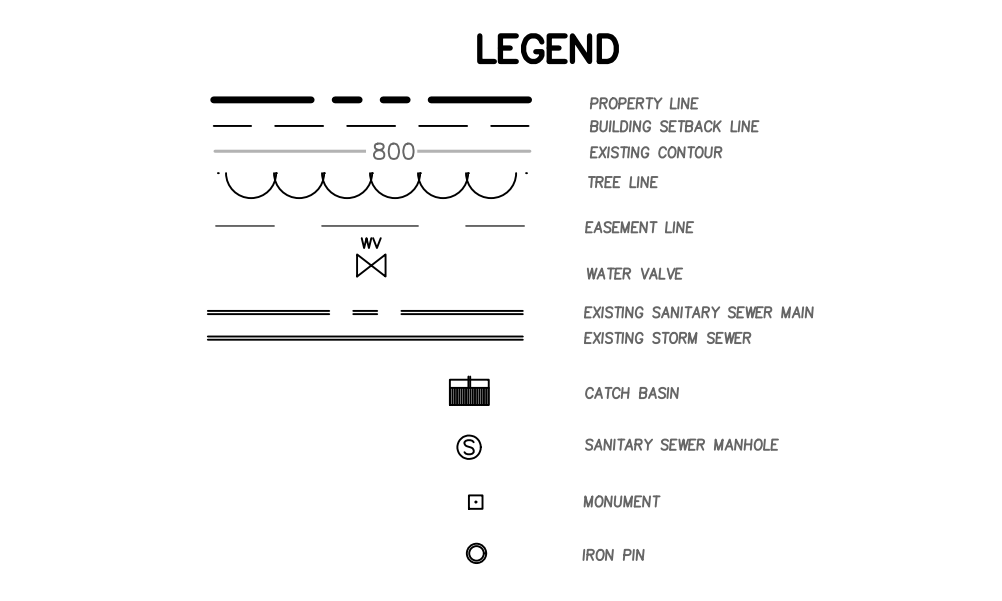 LEGEND
PROPERTY LINE
BUILDING SETBACK LINE
800 EXISTING CONTOUR
TREE LINE
EASEMENT LINE
WV
WATER VALVE
EXISTING SANITARY SEWER MAIN
EXISTING STORM SEWER
CATCH BASIN
S SANITARY SEWER MANHOLE
MONUMENT
IRON PIN